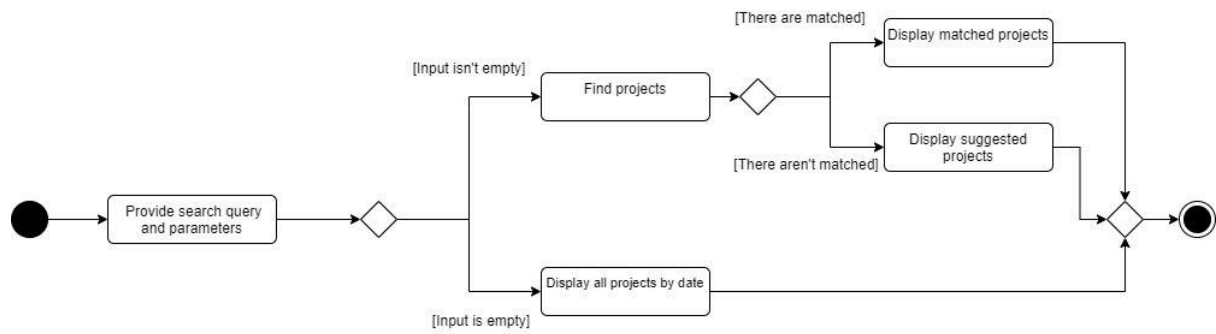 [There are matched]
Display matched projects
[Input isn't empty]
Find projects
Display suggested
projects
[There aren't matched]
Provide search query
and parameters
Display all projects by date
[Input is empty]